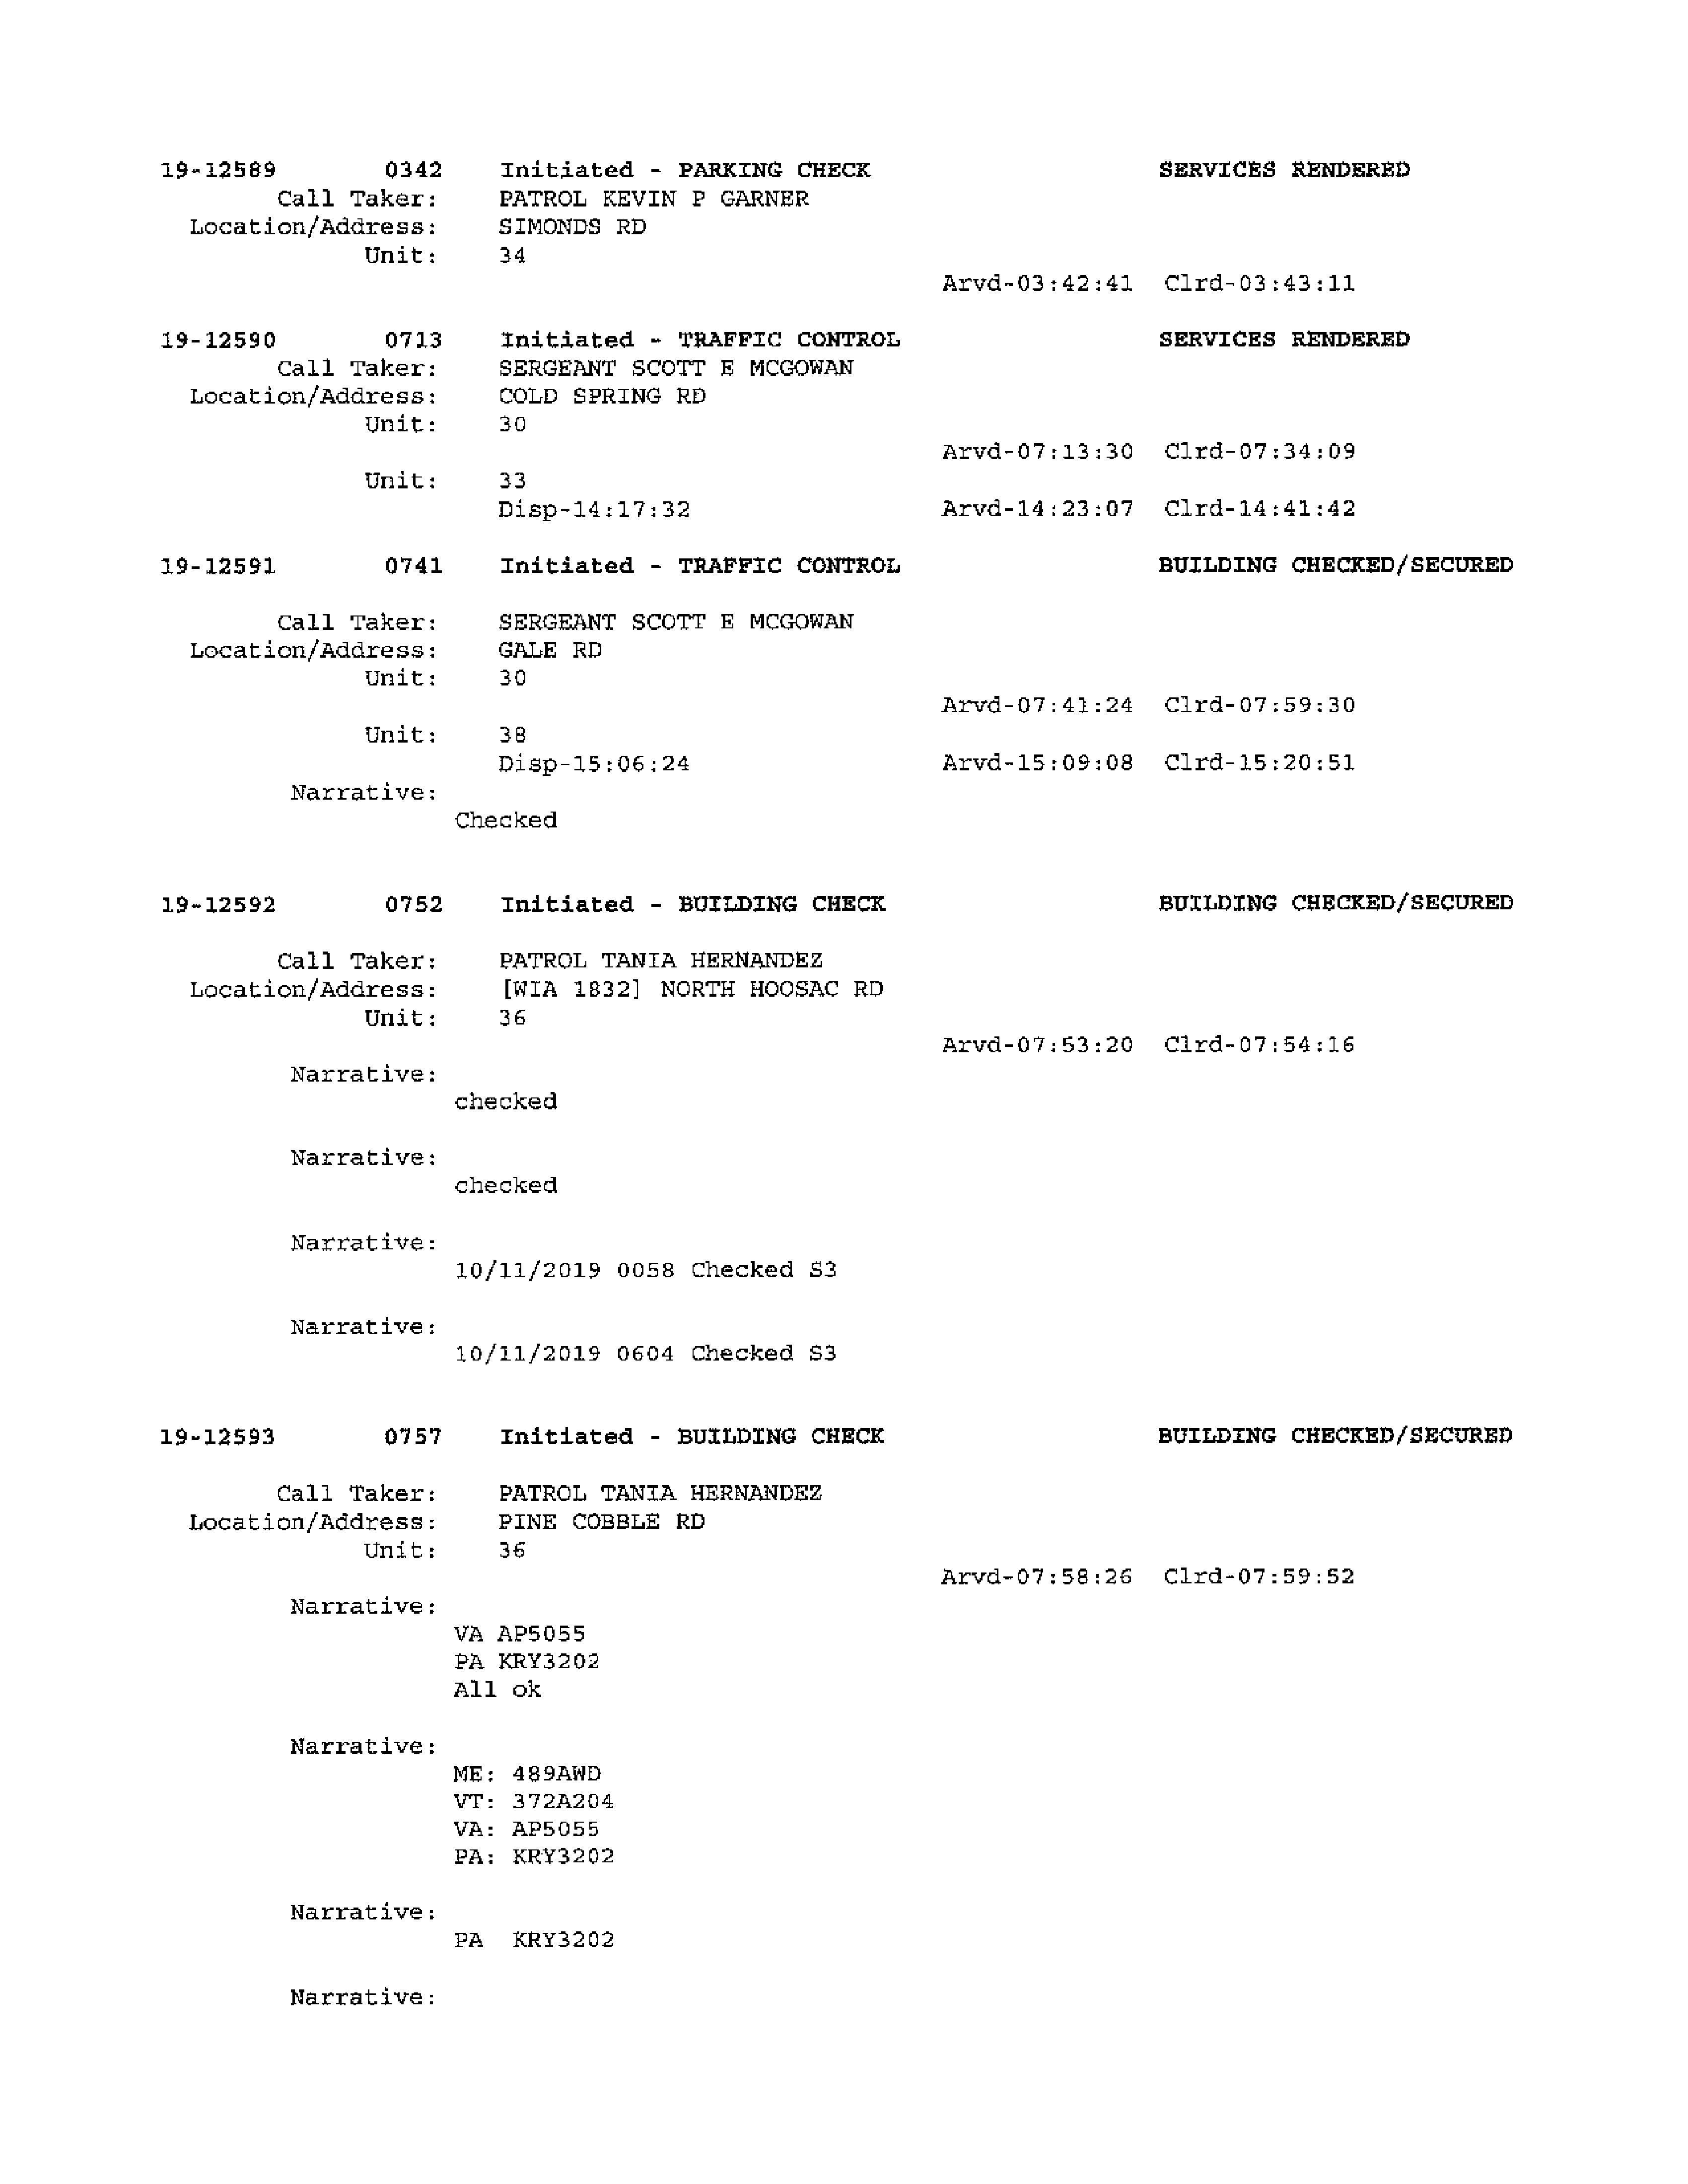 19-12589 0342 Initiated - PARKING CHECK SERVICES RENDERED
Call Taker: PATROL KEVIN P GARNER
Location/Address: SIMONDS RD
Unit: 34
Arvd-03:42:41 Clrd-03:43:11
19-12590 0713 Initiated - TRAFFIC CONTROL SERVICES RENDERED
Call Taker: SERGEANT SCOTT E MCGOWAN
Location/Address: COLD SPRING RD
Unit: 30
Arvd-07:13:30 Clrd-07:34:09
Unit: 33
Disp-14:17:32 Arvd-14:23:07 Clrd-14:41:42
19-12591 0741 Initiated - TRAFFIC CONTROL BUILDING CHECKED/SECURED
Call Taker: SERGEANT SCOTT E MCGOWAN
Location/Address: GALE RD
Unit: 30
Arvd-07:41:24 Clrd-07:59:30
Unit: 38
Disp-15:06:24 Arvd-15:09:08 Clrd-15:20:51
Narrative:
Checked
19-12592 0752 Initiated - BUILDING CHECK BUILDING CHECKED/SECURED
Call Taker: PATROL TANIA HERNANDEZ
Location/Address: [WIA 1832] NORTH HOOSAC RD
Unit: 36
Arvd-07:53:20 Clrd-07:54:16
Narrative:
checked
Narrative:
checked
Narrative:
10/11/2019 0058 Checked S3
Narrative:
10/11/2019 0604 Checked S3
19-12593 0757 Initiated - BUILDING CHECK BUILDING CHECKED/SECURED
Call Taker: PATROL TANIA HERNANDEZ
Location/Address: PINE COBBLE RD
Unit: 36
Arvd-07:58:26 Clrd-07:59:52
Narrative:
VA AP5055
PA KRY3202
All ok
Narrative:
ME: 489AWD
VT: 372A204
VA: AP5055
PA: KRY3202
Narrative:
PA KRY3202
Narrative: